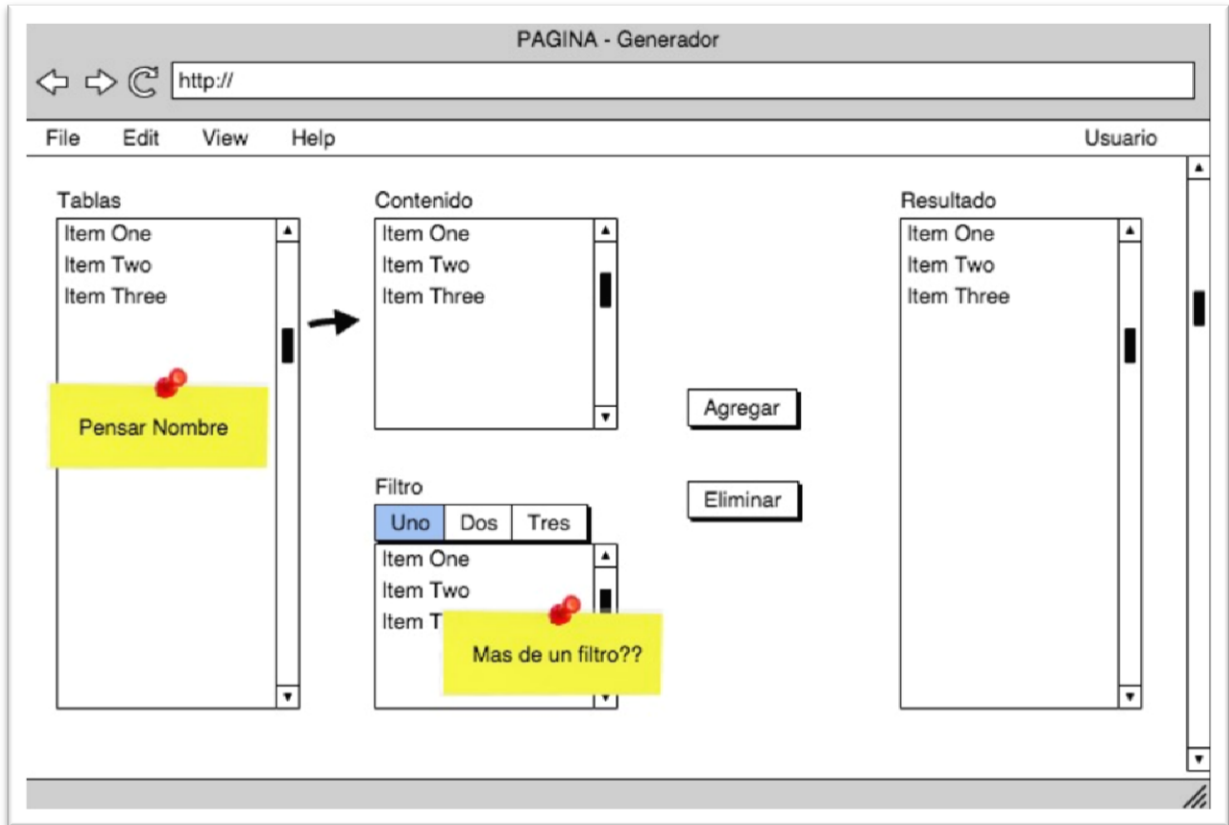 PAGINA - Generador
http://
File Edit View Help Usuario
Tablas
Item One
Item Two
Item Three
Pensar Nombre
Contenido
Item One
Item Two
Item Three
Filtro
Uno Dos Tres
Item One
Item Two
Item T
Mas de un filtro??
Agregar
Eliminar
Resultado
Item One
Item Two
Item Three